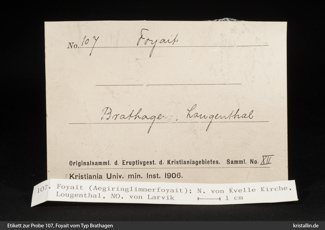 No. 107 Foyait
Brathagen, Lougenthal
Originalsamml. d. Eruptivgest. d. Kristianiagebietes. Samml. No. XII
Kristiania Univ. min. Inst. 1906.
107. Foyait (Aegiringlimmerfoyait); N. von Evelle Kirche,
Lougenthal, NO. von Larvik 1 cm
Etikett zur Probe 107, Foyait vom Typ Brathagen
kristallin.de